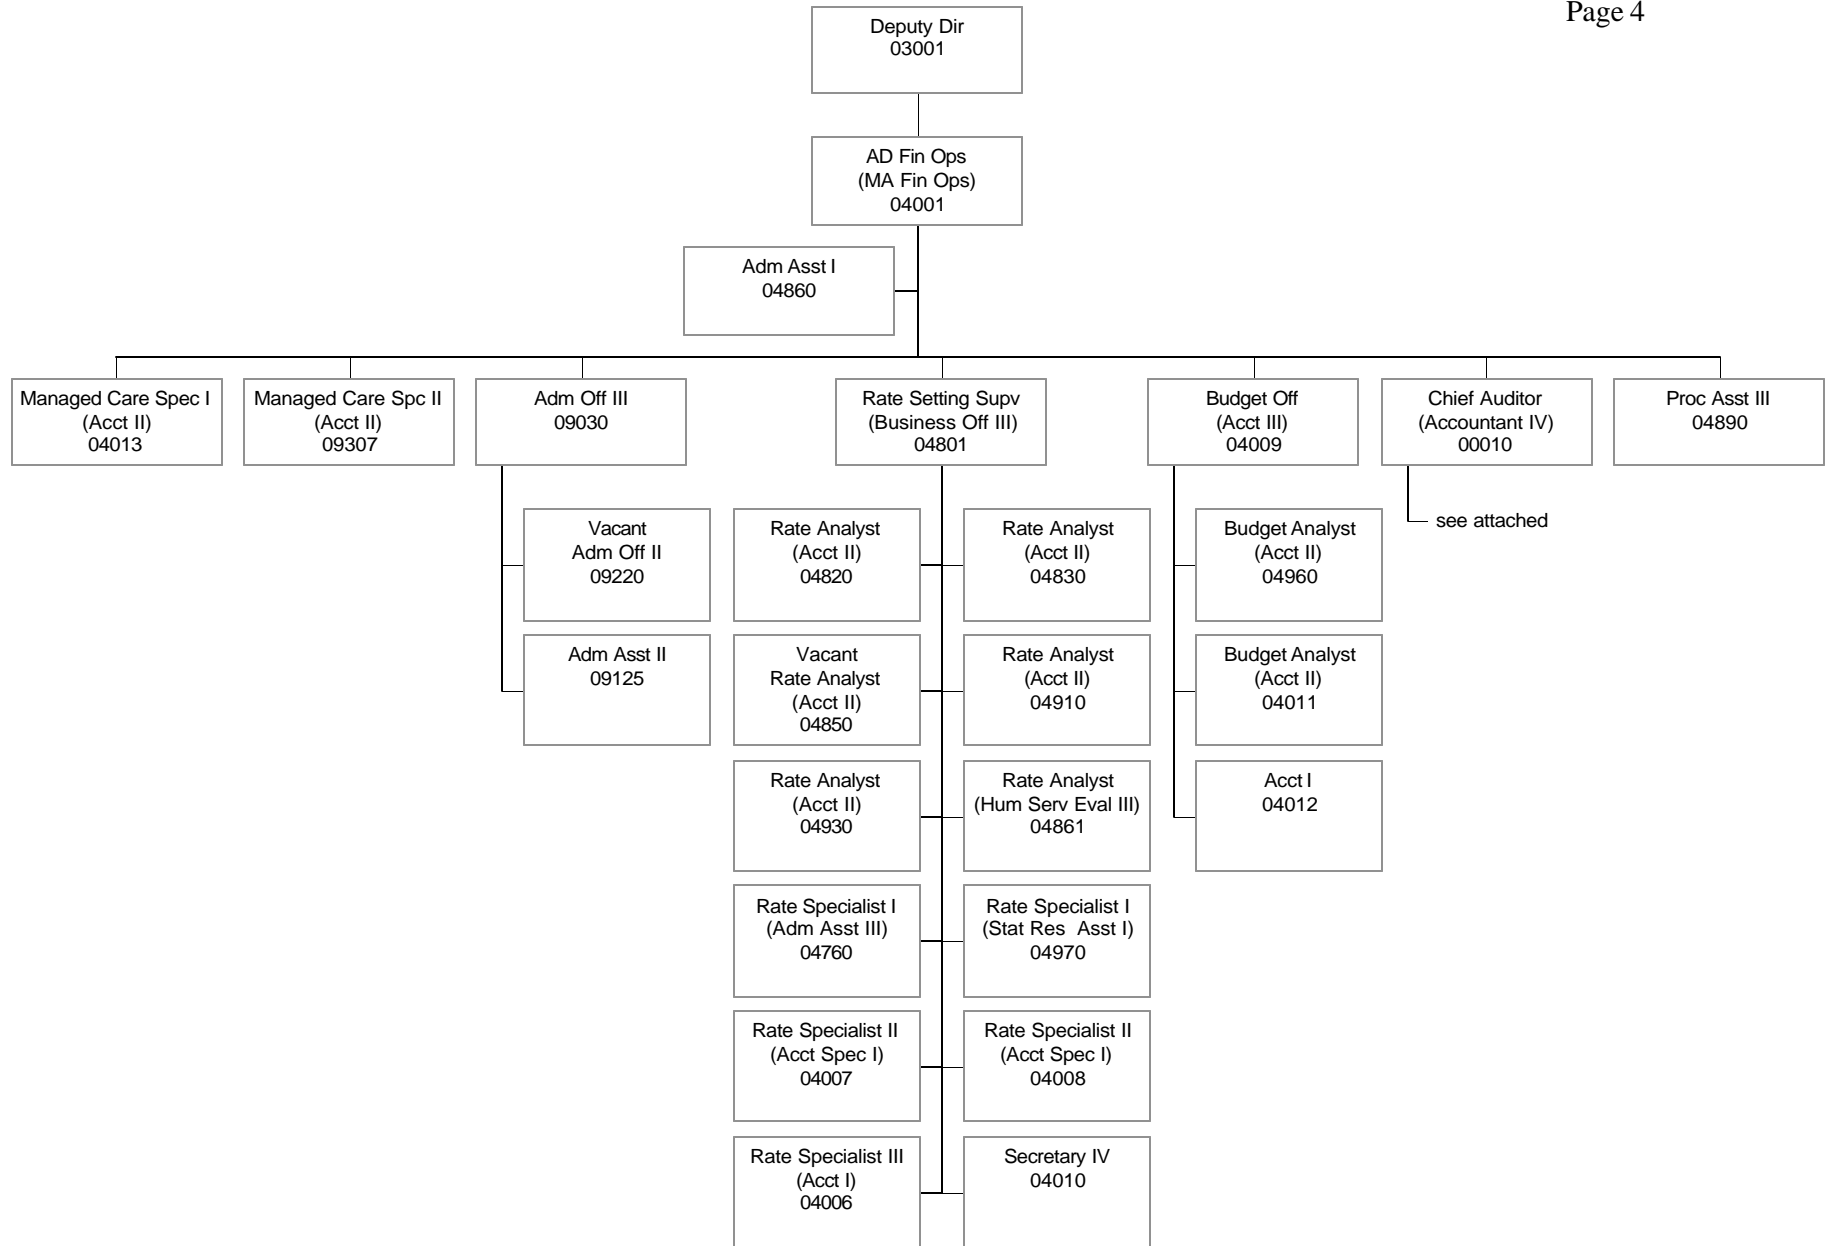 Page 4
Deputy Dir
03001
AD Fin Ops
(MA Fin Ops)
04001
Adm Asst I
04860
Managed Care Spec I
(Acct II)
04013
Managed Care Spc II
(Acct II)
09307
Adm Off III
09030
Rate Setting Supv
(Business Off III)
04801
Budget Off
(Acct III)
04009
Chief Auditor
(Accountant IV)
00010
Proc Asst III
04890
see attached
Vacant
Adm Off II
09220
Rate Analyst
(Acct II)
04820
Rate Analyst
(Acct II)
04830
Budget Analyst
(Acct II)
04960
Adm Asst II
09125
Vacant
Rate Analyst
(Acct II)
04850
Rate Analyst
(Acct II)
04910
Budget Analyst
(Acct II)
04011
Rate Analyst
(Acct II)
04930
Rate Analyst
(Hum Serv Eval III)
04861
Acct I
04012
Rate Specialist I
(Adm Asst III)
04760
Rate Specialist I
(Stat Res Asst I)
04970
Rate Specialist II
(Acct Spec I)
04007
Rate Specialist II
(Acct Spec I)
04008
Rate Specialist III
(Acct I)
04006
Secretary IV
04010